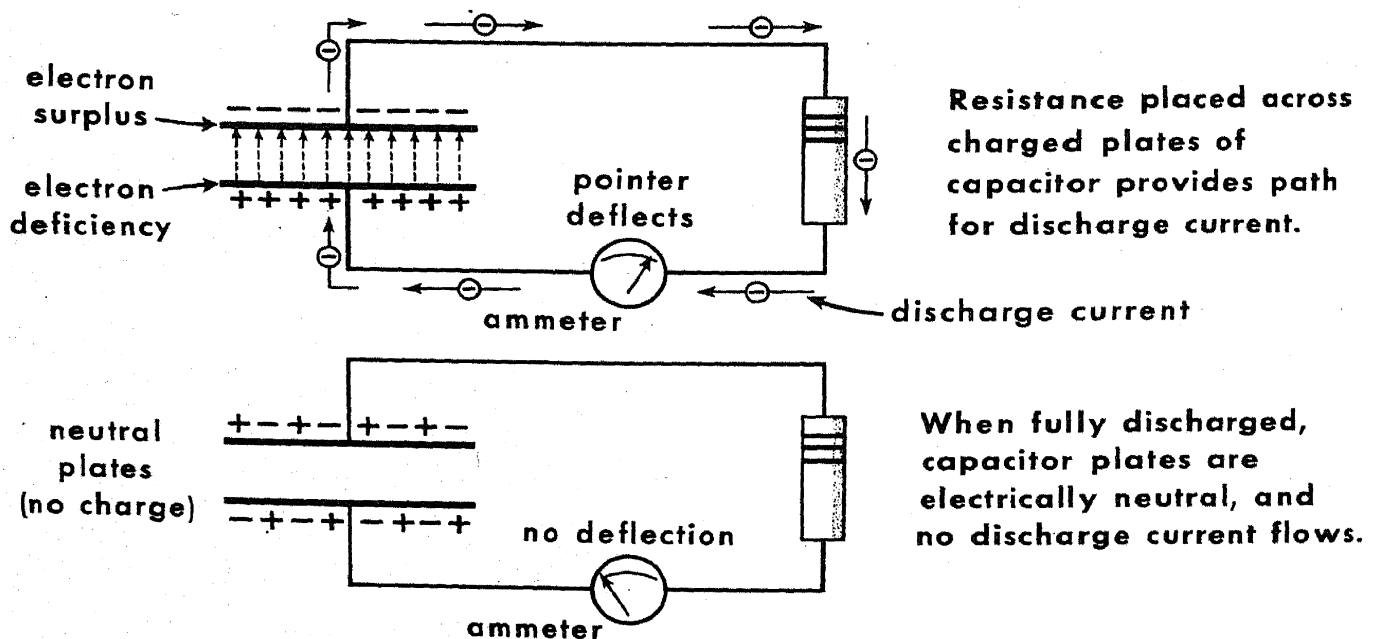 electron
surplus
− − − − − − − − −
electron
deficiency
+ + + + + + + + +
pointer
deflects
ammeter
discharge current
Resistance placed across
charged plates of
capacitor provides path
for discharge current.
neutral
plates
(no charge)
+ − + − + − + −
− + − + − + − +
no deflection
ammeter
When fully discharged,
capacitor plates are
electrically neutral, and
no discharge current flows.